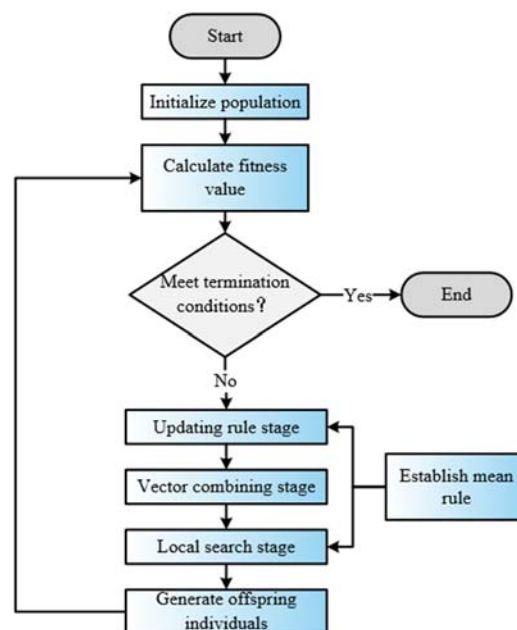 Start
Initialize population
Calculate fitness
value
Meet termination
conditions?
Yes
End
No
Updating rule stage
Vector combining stage
Establish mean
rule
Local search stage
Generate offspring
individuals